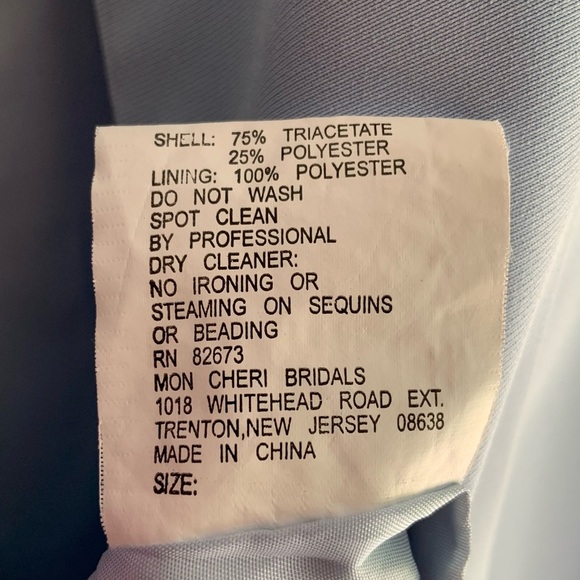 SHELL: 75% TRIACETATE
25% POLYESTER
LINING: 100% POLYESTER
DO NOT WASH
SPOT CLEAN
BY PROFESSIONAL
DRY CLEANER:
NO IRONING OR
STEAMING ON SEQUINS
OR BEADING
RN 82673
MON CHERI BRIDALS
1018 WHITEHEAD ROAD EXT.
TRENTON,NEW JERSEY 08638
MADE IN CHINA
SIZE: